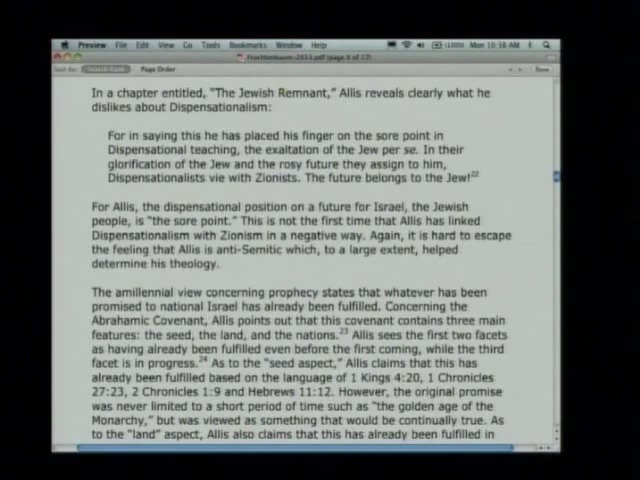 Preview File Edit View Go Tools Bookmarks Window Help Mon 10:38 AM
Fruchtenbaum-2013.pdf (page 8 of 17)
Sort By: Search Rank Page Order Done
In a chapter entitled, "The Jewish Remnant," Allis reveals clearly what he
dislikes about Dispensationalism:
For in saying this he has placed his finger on the sore point in
Dispensational teaching, the exaltation of the Jew per se. In their
glorification of the Jew and the rosy future they assign to him,
Dispensationalists vie with Zionists. The future belongs to the Jew!22
For Allis, the dispensational position on a future for Israel, the Jewish
people, is "the sore point." This is not the first time that Allis has linked
Dispensationalism with Zionism in a negative way. Again, it is hard to escape
the feeling that Allis is anti-Semitic which, to a large extent, helped
determine his theology.
The amillennial view concerning prophecy states that whatever has been
promised to national Israel has already been fulfilled. Concerning the
Abrahamic Covenant, Allis points out that this covenant contains three main
features: the seed, the land, and the nations.23 Allis sees the first two facets
as having already been fulfilled even before the first coming, while the third
facet is in progress.24 As to the "seed aspect," Allis claims that this has
already been fulfilled based on the language of 1 Kings 4:20, 1 Chronicles
27:23, 2 Chronicles 1:9 and Hebrews 11:12. However, the original promise
was never limited to a short period of time such as "the golden age of the
Monarchy," but was viewed as something that would be continually true. As
to the "land" aspect, Allis also claims that this has already been fulfilled in